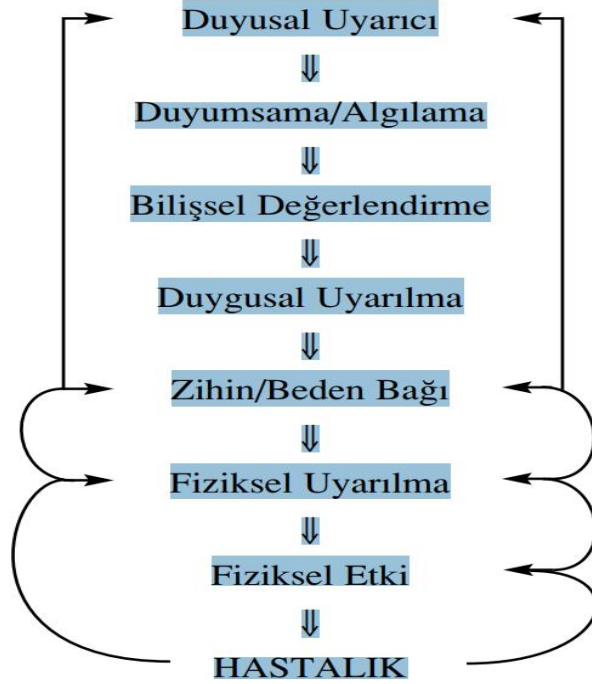 Duyusal Uyarıcı
⇓
Duyumsama/Algılama
⇓
Bilişsel Değerlendirme
⇓
Duygusal Uyarılma
⇓
Zihin/Beden Bağı
⇓
Fiziksel Uyarılma
⇓
Fiziksel Etki
⇓
HASTALIK